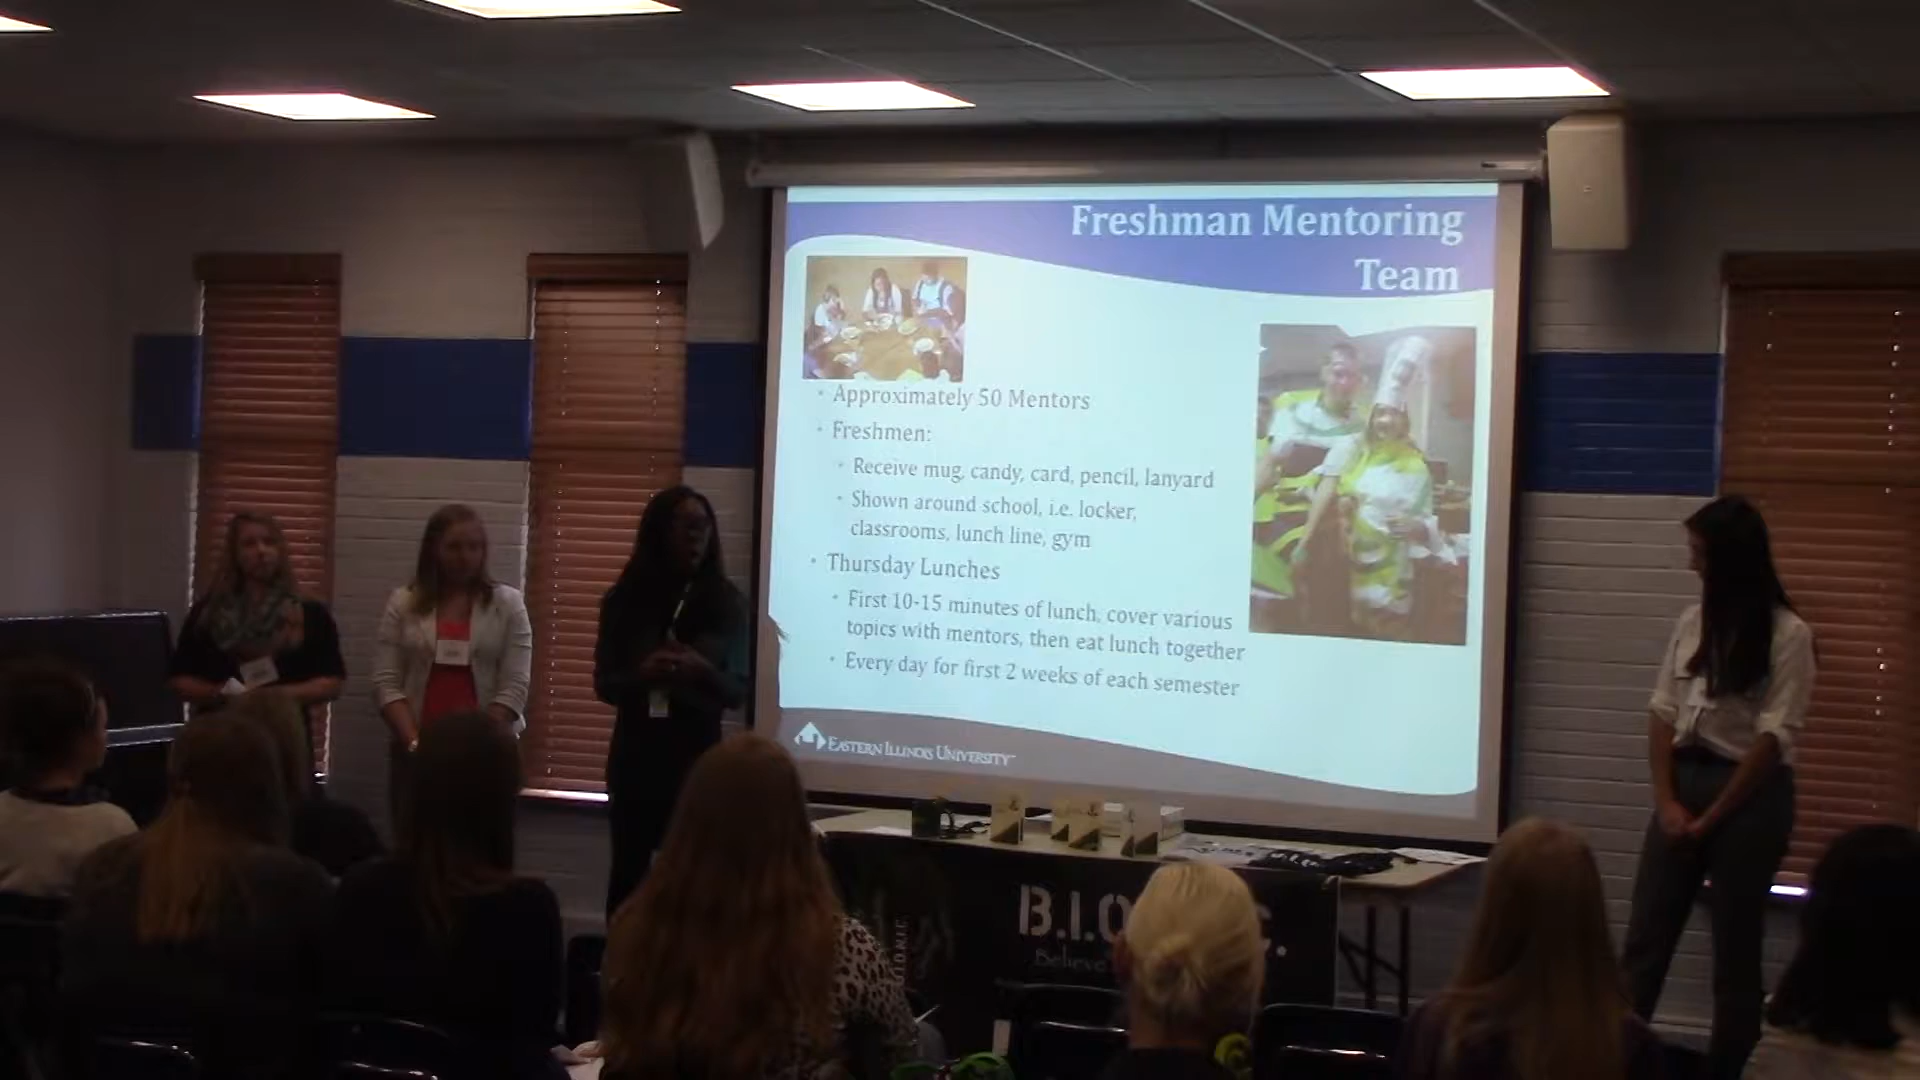 Freshman Mentoring
Team
• Approximately 50 Mentors
• Freshmen:
• Receive mug, candy, card, pencil, lanyard
• Shown around school, i.e. locker,
classrooms, lunch line, gym
• Thursday Lunches
• First 10-15 minutes of lunch, cover various
topics with mentors, then eat lunch together
• Every day for first 2 weeks of each semester
EASTERN ILLINOIS UNIVERSITY
B.I.O
C.
Believe